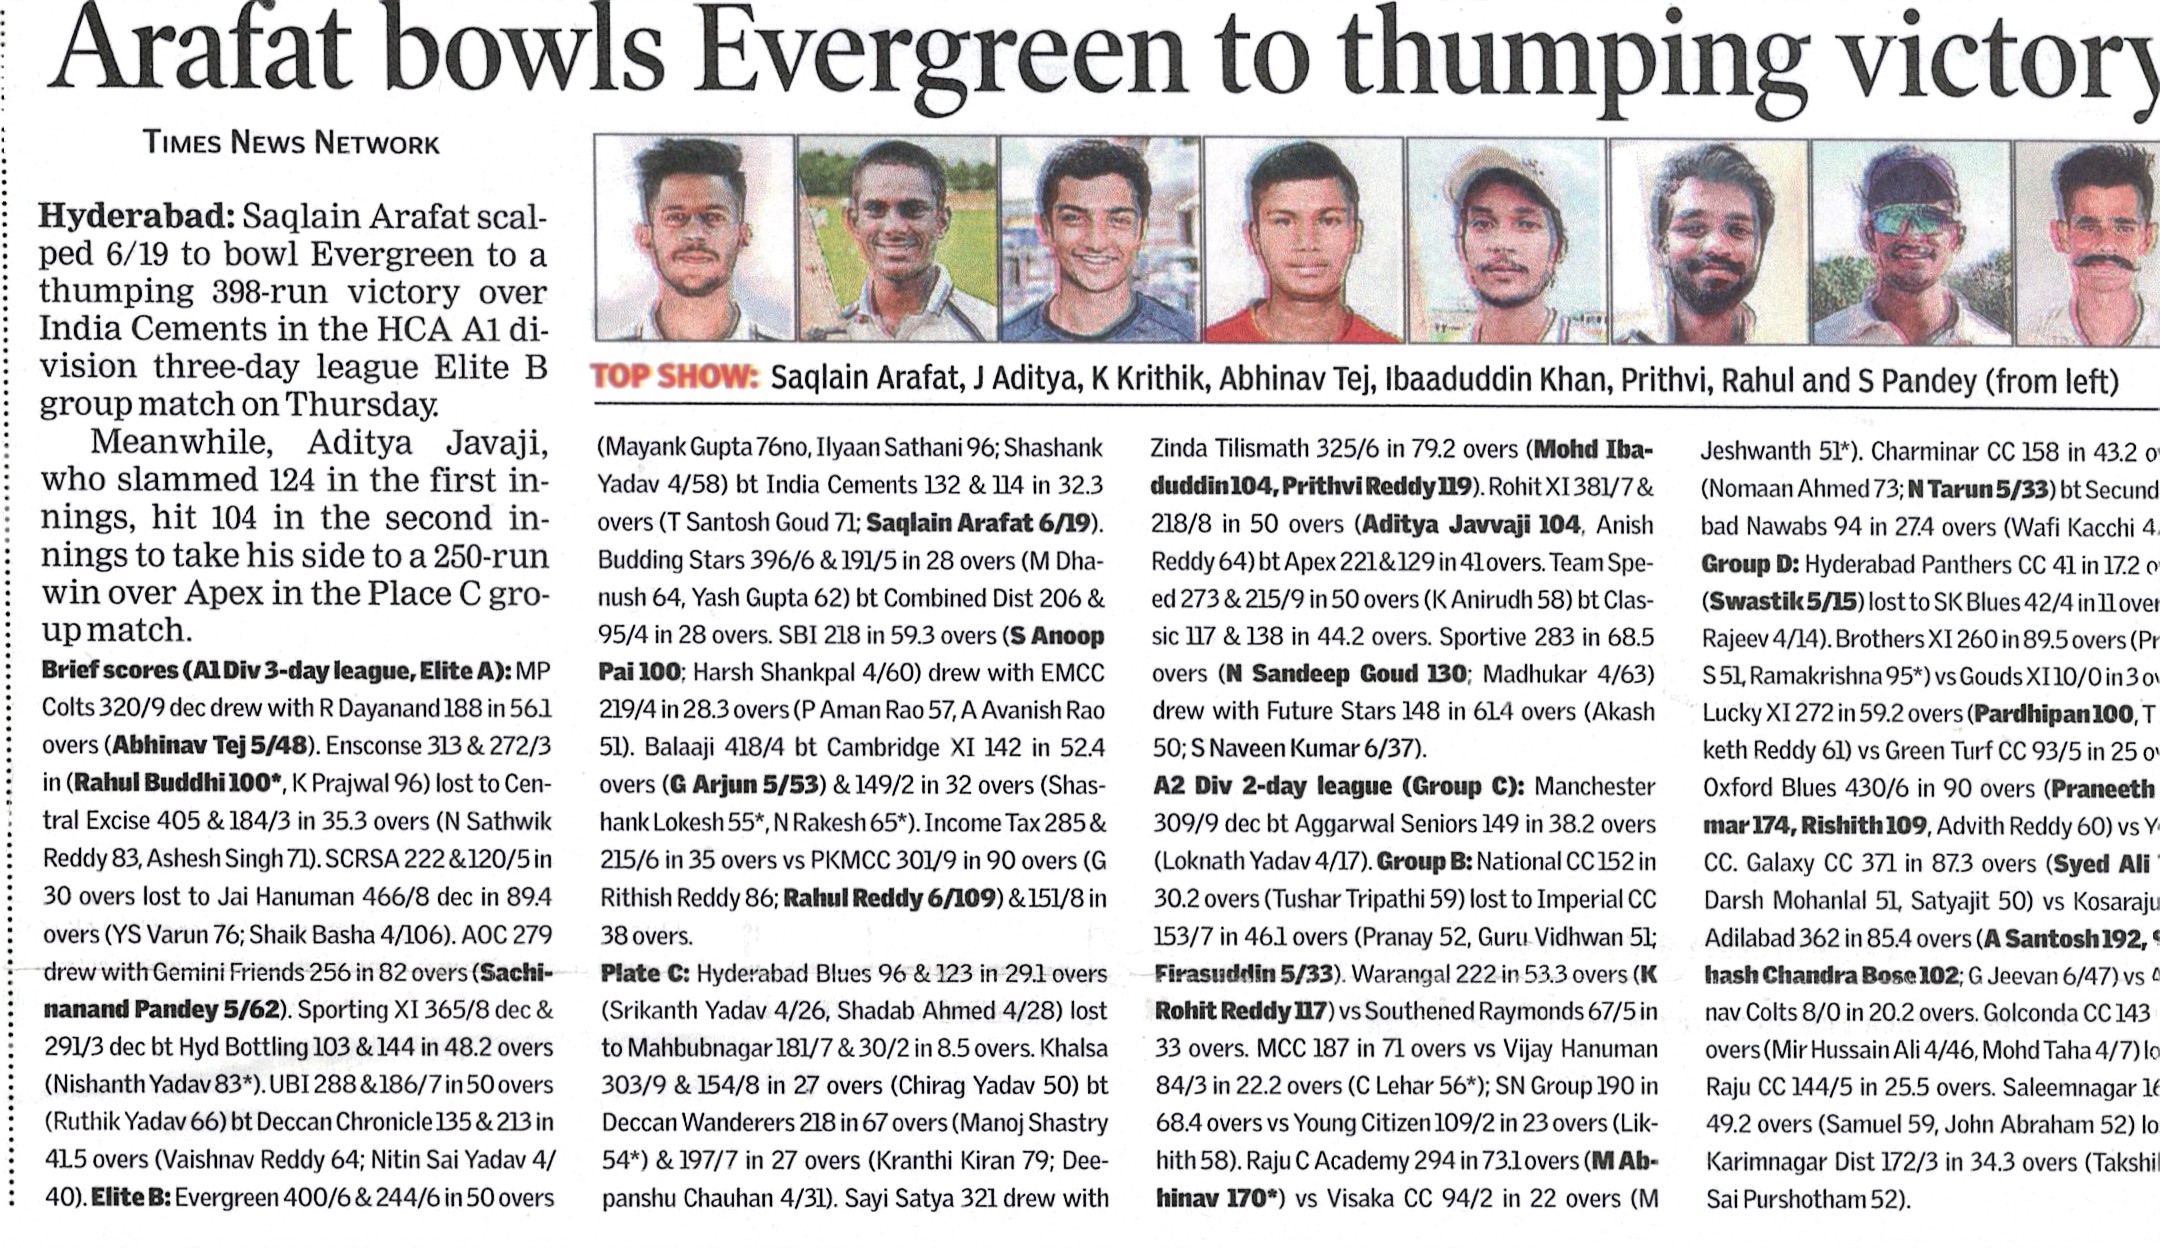 Arafat bowls Evergreen to thumping victory
TIMES NEWS NETWORK
Hyderabad: Saqlain Arafat scal-
ped 6/19 to bowl Evergreen to a
thumping 398-run victory over
India Cements in the HCA A1 di-
vision three-day league Elite B
group match on Thursday.
Meanwhile, Aditya Javaji,
who slammed 124 in the first in-
nings, hit 104 in the second in-
nings to take his side to a 250-run
win over Apex in the Place C gro-
up match.
Brief scores (A1 Div 3-day league, Elite A): MP
Colts 320/9 dec drew with R Dayanand 188 in 56.1
overs (Abhinav Tej 5/48). Ensconse 313 & 272/3
in (Rahul Buddhi 100*, K Prajwal 96) lost to Cen-
tral Excise 405 & 184/3 in 35.3 overs (N Sathwik
Reddy 83, Ashesh Singh 71). SCRSA 222 & 120/5 in
30 overs lost to Jai Hanuman 466/8 dec in 89.4
overs (YS Varun 76; Shaik Basha 4/106). AOC 279
drew with Gemini Friends 256 in 82 overs (Sachi-
nanand Pandey 5/62). Sporting XI 365/8 dec &
291/3 dec bt Hyd Bottling 103 & 144 in 48.2 overs
(Nishanth Yadav 83*). UBI 288 & 186/7 in 50 overs
(Ruthik Yadav 66) bt Deccan Chronicle 135 & 213 in
41.5 overs (Vaishnav Reddy 64; Nitin Sai Yadav 4/
40). Elite B: Evergreen 400/6 & 244/6 in 50 overs
TOP SHOW: Saqlain Arafat, J Aditya, K Krithik, Abhinav Tej, Ibaaduddin Khan, Prithvi, Rahul and S Pandey (from left)
(Mayank Gupta 76no, Ilyaan Sathani 96; Shashank
Yadav 4/58) bt India Cements 132 & 114 in 32.3
overs (T Santosh Goud 71; Saqlain Arafat 6/19).
Budding Stars 396/6 & 191/5 in 28 overs (M Dha-
nush 64, Yash Gupta 62) bt Combined Dist 206 &
95/4 in 28 overs. SBI 218 in 59.3 overs (S Anoop
Pai 100; Harsh Shankpal 4/60) drew with EMCC
219/4 in 28.3 overs (P Aman Rao 57, A Avanish Rao
51). Balaaji 418/4 bt Cambridge XI 142 in 52.4
overs (G Arjun 5/53) & 149/2 in 32 overs (Shas-
hank Lokesh 55*, N Rakesh 65*). Income Tax 285 &
215/6 in 35 overs vs PKMCC 301/9 in 90 overs (G
Rithish Reddy 86; Rahul Reddy 6/109) & 151/8 in
38 overs.
Plate C: Hyderabad Blues 96 & 123 in 29.1 overs
(Srikanth Yadav 4/26, Shadab Ahmed 4/28) lost
to Mahbubnagar 181/7 & 30/2 in 8.5 overs. Khalsa
303/9 & 154/8 in 27 overs (Chirag Yadav 50) bt
Deccan Wanderers 218 in 67 overs (Manoj Shastry
54*) & 197/7 in 27 overs (Kranthi Kiran 79; Dee-
panshu Chauhan 4/31). Sayi Satya 321 drew with
Zinda Tilismath 325/6 in 79.2 overs (Mohd Iba-
duddin 104, Prithvi Reddy 119). Rohit XI 381/7 &
218/8 in 50 overs (Aditya Javvaji 104, Anish
Reddy 64) bt Apex 221 & 129 in 41 overs. Team Spe-
ed 273 & 215/9 in 50 overs (K Anirudh 58) bt Clas-
sic 117 & 138 in 44.2 overs. Sportive 283 in 68.5
overs (N Sandeep Goud 130; Madhukar 4/63)
drew with Future Stars 148 in 61.4 overs (Akash
50; S Naveen Kumar 6/37).
A2 Div 2-day league (Group C): Manchester
309/9 dec bt Aggarwal Seniors 149 in 38.2 overs
(Loknath Yadav 4/17). Group B: National CC 152 in
30.2 overs (Tushar Tripathi 59) lost to Imperial CC
153/7 in 46.1 overs (Pranay 52, Guru Vidhwan 51;
Firasuddin 5/33). Warangal 222 in 53.3 overs (K
Rohit Reddy 117) vs Southened Raymonds 67/5 in
33 overs. MCC 187 in 71 overs vs Vijay Hanuman
84/3 in 22.2 overs (C Lehar 56*); SN Group 190 in
68.4 overs vs Young Citizen 109/2 in 23 overs (Lik-
hith 58). Raju C Academy 294 in 73.1 overs (M Ab-
hinav 170*) vs Visaka CC 94/2 in 22 overs (M
Jeshwanth 51*). Charminar CC 158 in 43.2
(Nomaan Ahmed 73; N Tarun 5/33) bt Secund
bad Nawabs 94 in 27.4 overs (Wafi Kacchi
Group D: Hyderabad Panthers CC 41 in 17.2
(Swastik 5/15) lost to SK Blues 42/4 in 11 over
Rajeev 4/14). Brothers XI 260 in 89.5 overs (Pr
S 51, Ramakrishna 95*) vs Gouds XI 10/0 in 3
Lucky XI 272 in 59.2 overs (Pardhipan 100, T
keth Reddy 61) vs Green Turf CC 93/5 in 25
Oxford Blues 430/6 in 90 overs (Praneeth
mar 174, Rishith 109, Advith Reddy 60) vs
CC. Galaxy CC 371 in 87.3 overs (Syed Ali
Darsh Mohanlal 51, Satyajit 50) vs Kosaraju
Adilabad 362 in 85.4 overs (A Santosh 192,
hash Chandra Bose 102; G Jeevan 6/47) vs
nav Colts 8/0 in 20.2 overs. Golconda CC 143
overs (Mir Hussain Ali 4/46, Mohd Taha 4/7)
Raju CC 144/5 in 25.5 overs. Saleemnagar
49.2 overs (Samuel 59, John Abraham 52)
Karimnagar Dist 172/3 in 34.3 overs (Takshil
Sai Purshotham 52).